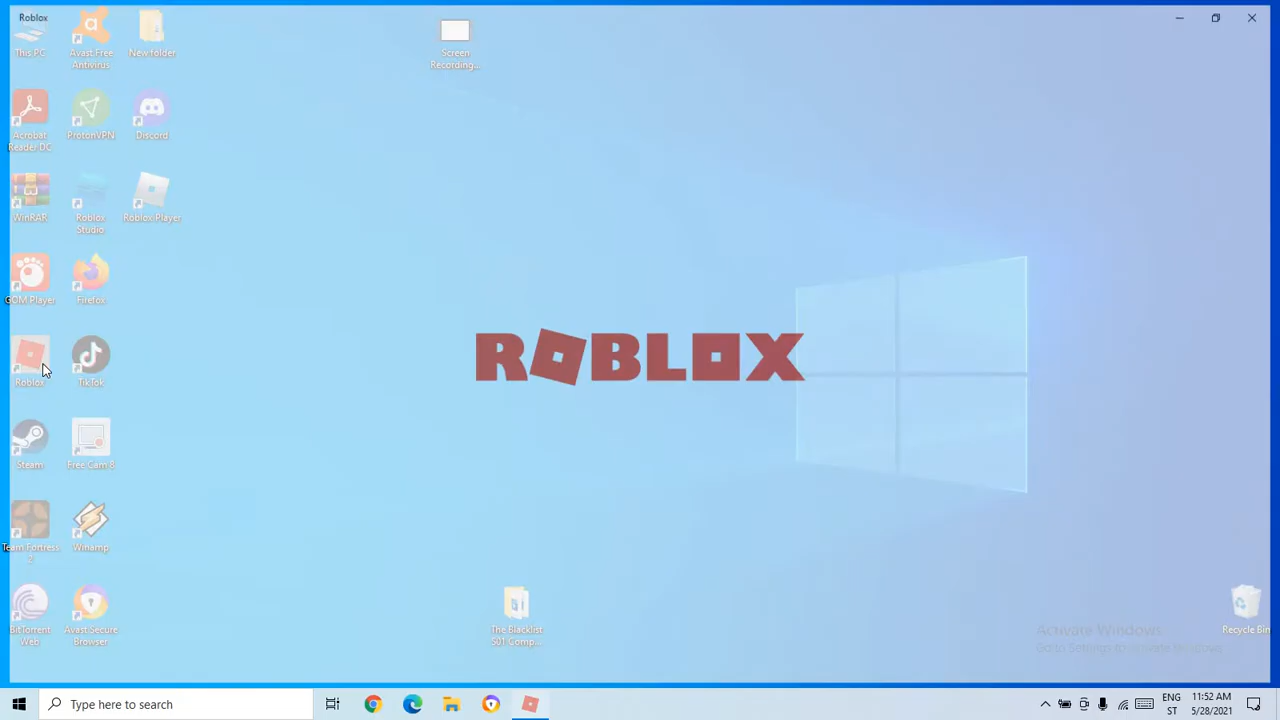 Roblox
This PC
Avast Free
Antivirus
New folder
Screen
Recording...
Acrobat
Reader DC
ProtonVPN
Discord
WinRAR
Roblox
Studio
Roblox Player
GOM Player
Firefox
ROBLOX
Roblox
TikTok
Steam
Free Cam 8
Team Fortress
2
Winamp
BitTorrent
Web
Avast Secure
Browser
The Blacklist
S01 Comp...
Recycle Bin
Activate Windows
Go to Settings to activate Windows.
Type here to search
ENG
ST
11:52 AM
5/28/2021